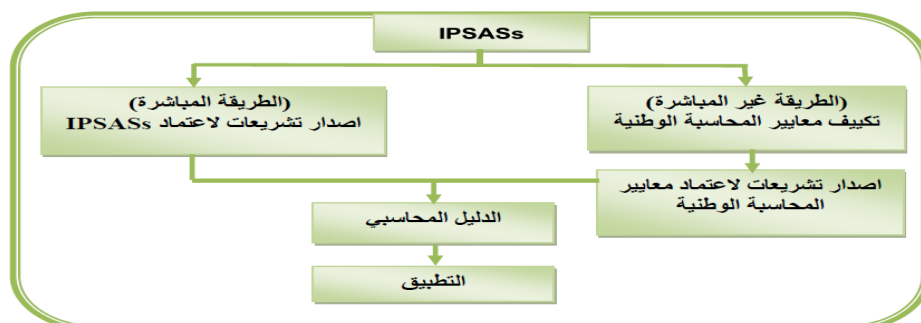 IPSASs
(الطريقة غير المباشرة)
تكييف معايير المحاسبة الوطنية
(الطريقة المباشرة)
اصدار تشريعات لاعتماد IPSASs
اصدار تشريعات لاعتماد معايير
المحاسبة الوطنية
الدليل المحاسبي
التطبيق